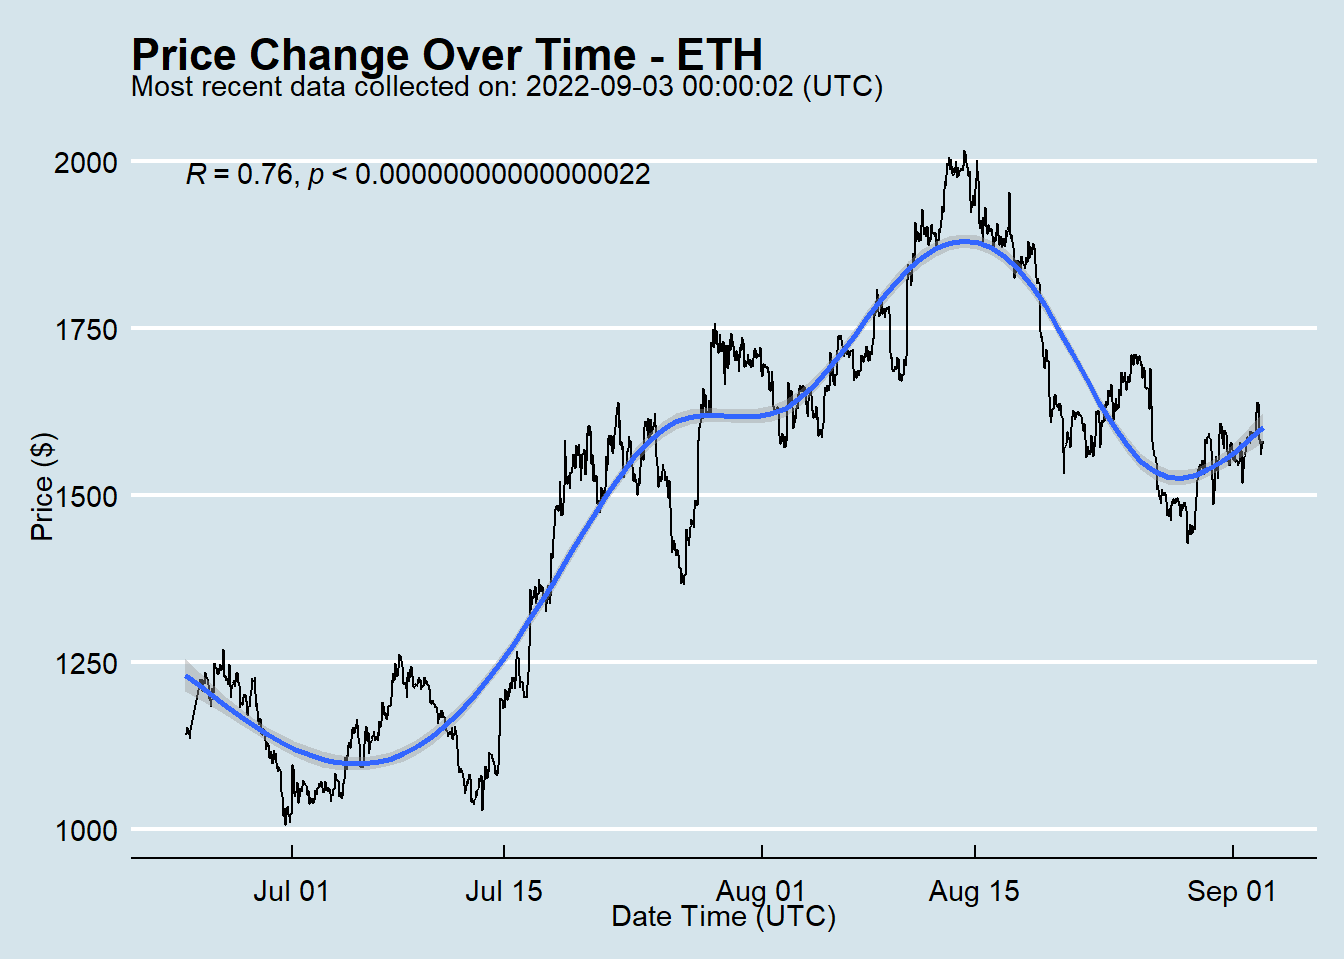 Price Change Over Time - ETH
Most recent data collected on: 2022-09-03 00:00:02 (UTC)
R = 0.76, p < 0.00000000000000022
2000
1750
1500
1250
1000
Price ($)
Jul 01 Jul 15 Aug 01 Aug 15 Sep 01
Date Time (UTC)